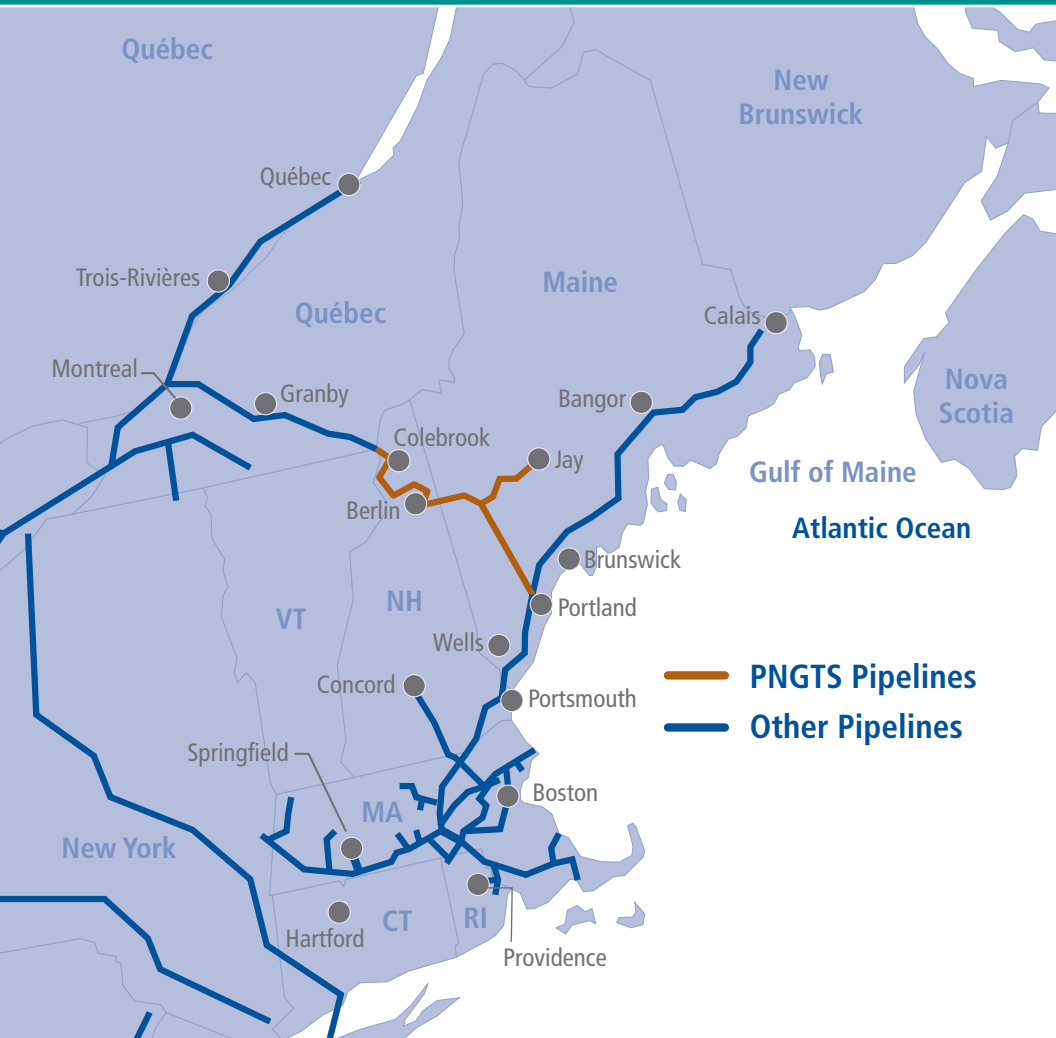 Québec
New
Brunswick
Québec
Trois-Rivières
Maine
Québec
Calais
Montreal
Granby
Bangor
Nova
Scotia
Colebrook
Jay
Gulf of Maine
Berlin
Atlantic Ocean
Brunswick
NH
VT
Portland
Wells
PNGTS Pipelines
Concord
Portsmouth
Other Pipelines
Springfield
Boston
MA
New York
CT
RI
Hartford
Providence